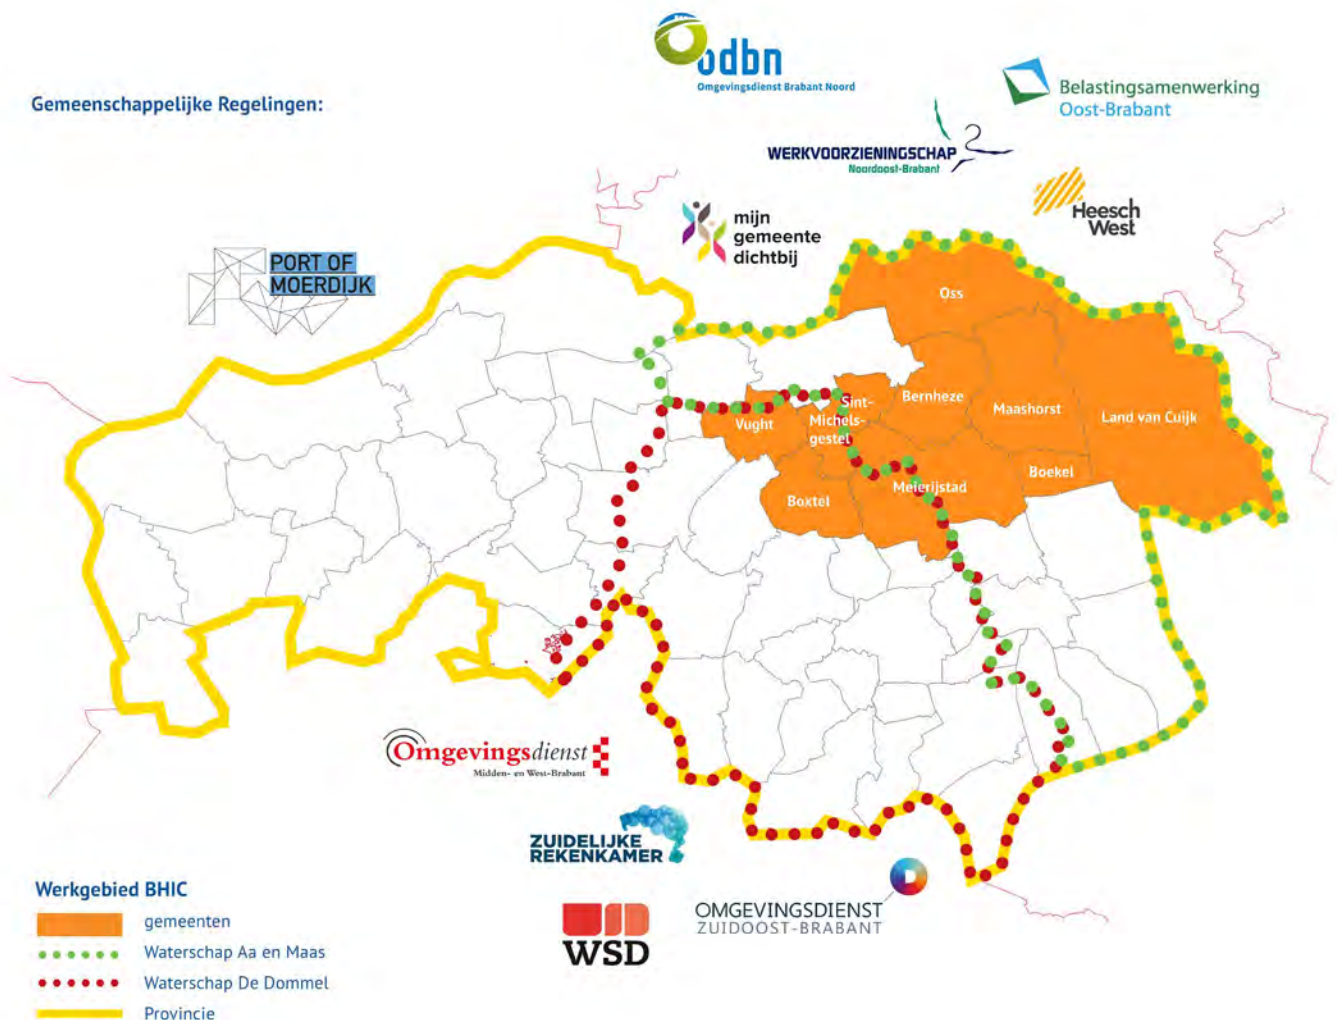 odbn
Omgevingsdienst Brabant Noord
Belastingsamenwerking
Oost-Brabant
Gemeenschappelijke Regelingen:
WERKVOORZIENINGSCHAP
Noordoost-Brabant
Heesch
West
mijn
gemeente
dichtbij
PORT OF
MOERDIJK
Oss
Bernheze
Maashorst
Land van Cuijk
Vught
Sint-
Michels-
gestel
Boekel
Meierijstad
Boxtel
Omgevingsdienst
Midden- en West-Brabant
ZUIDELIJKE
REKENKAMER
D
OMGEVINGSDIENST
ZUIDOOST-BRABANT
WSD
Werkgebied BHIC
gemeenten
Waterschap Aa en Maas
Waterschap De Dommel
Provincie